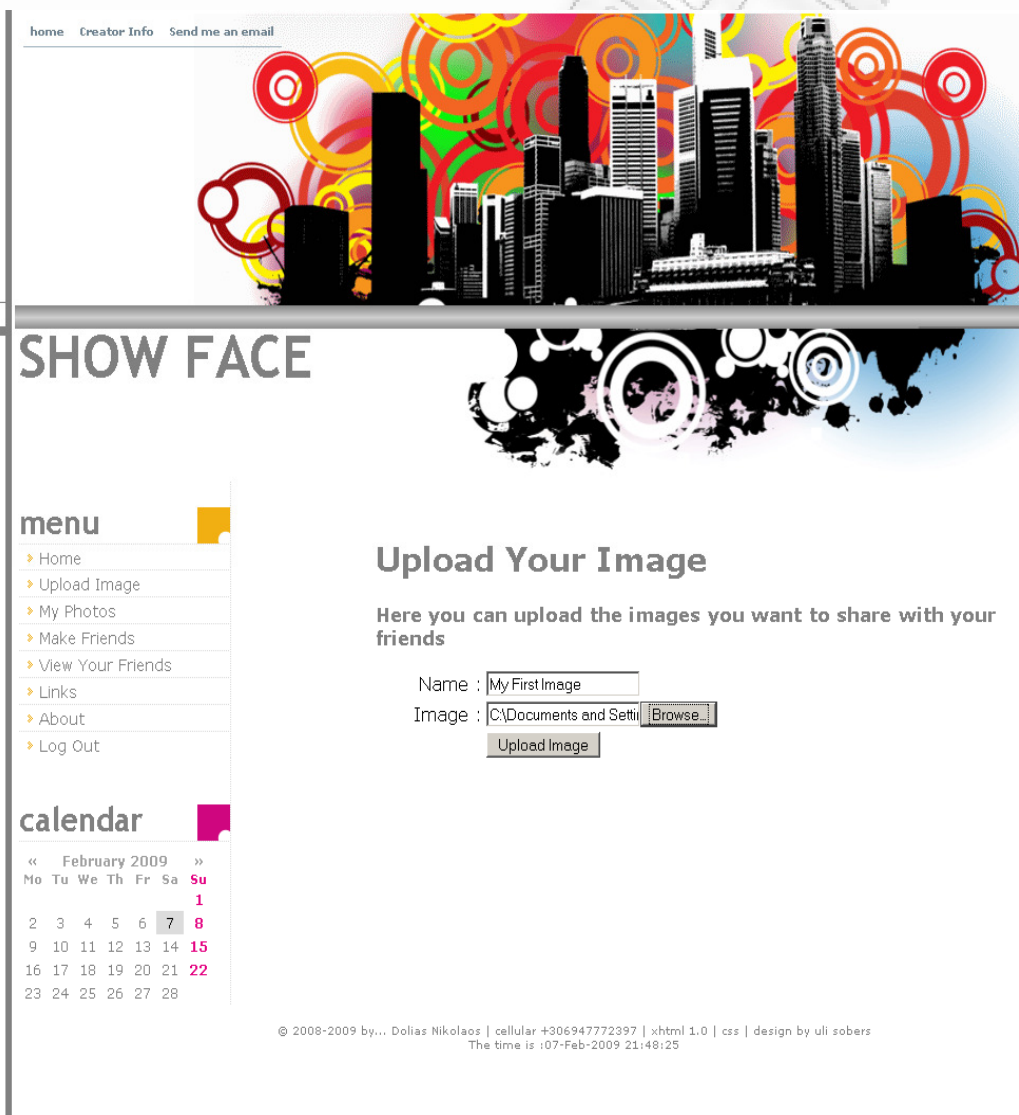 home Creator Info Send me an email
SHOW FACE
menu
Home
Upload Image
My Photos
Make Friends
View Your Friends
Links
About
Log Out
Upload Your Image
Here you can upload the images you want to share with your
friends
Name : My First Image
Image : C:\Documents and Setti Browse...
Upload Image
calendar
« February 2009 »
Mo Tu We Th Fr Sa Su
1
2 3 4 5 6 7 8
9 10 11 12 13 14 15
16 17 18 19 20 21 22
23 24 25 26 27 28
© 2008-2009 by... Dolias Nikolaos | cellular +306947772397 | xhtml 1.0 | css | design by uli sobers
The time is :07-Feb-2009 21:48:25